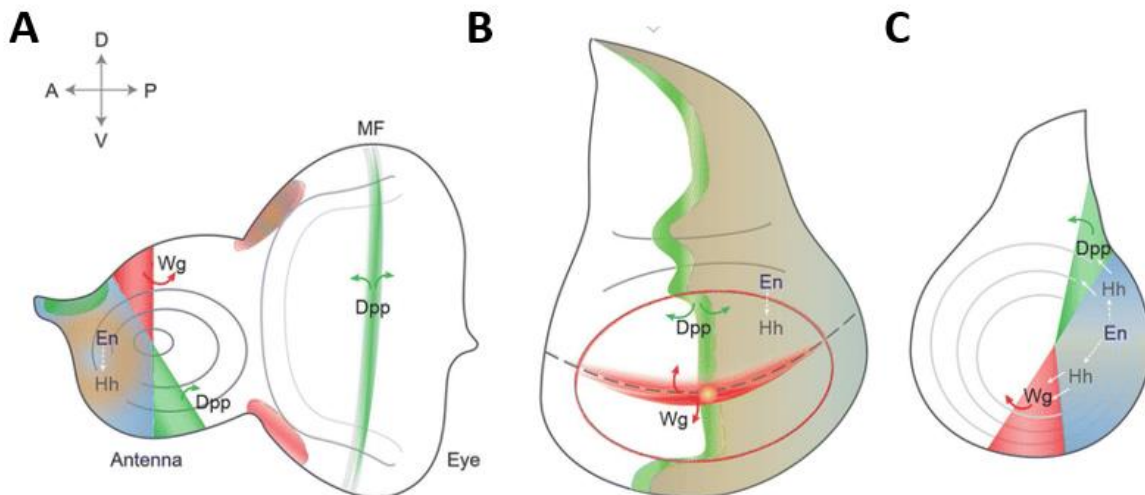 A
D
A P
V
MF
Wg
Dpp
En
Hh
Dpp
Antenna
Eye
B
En
Dpp
Hh
Wg
C
Dpp
Hh
En
Hh
Wg